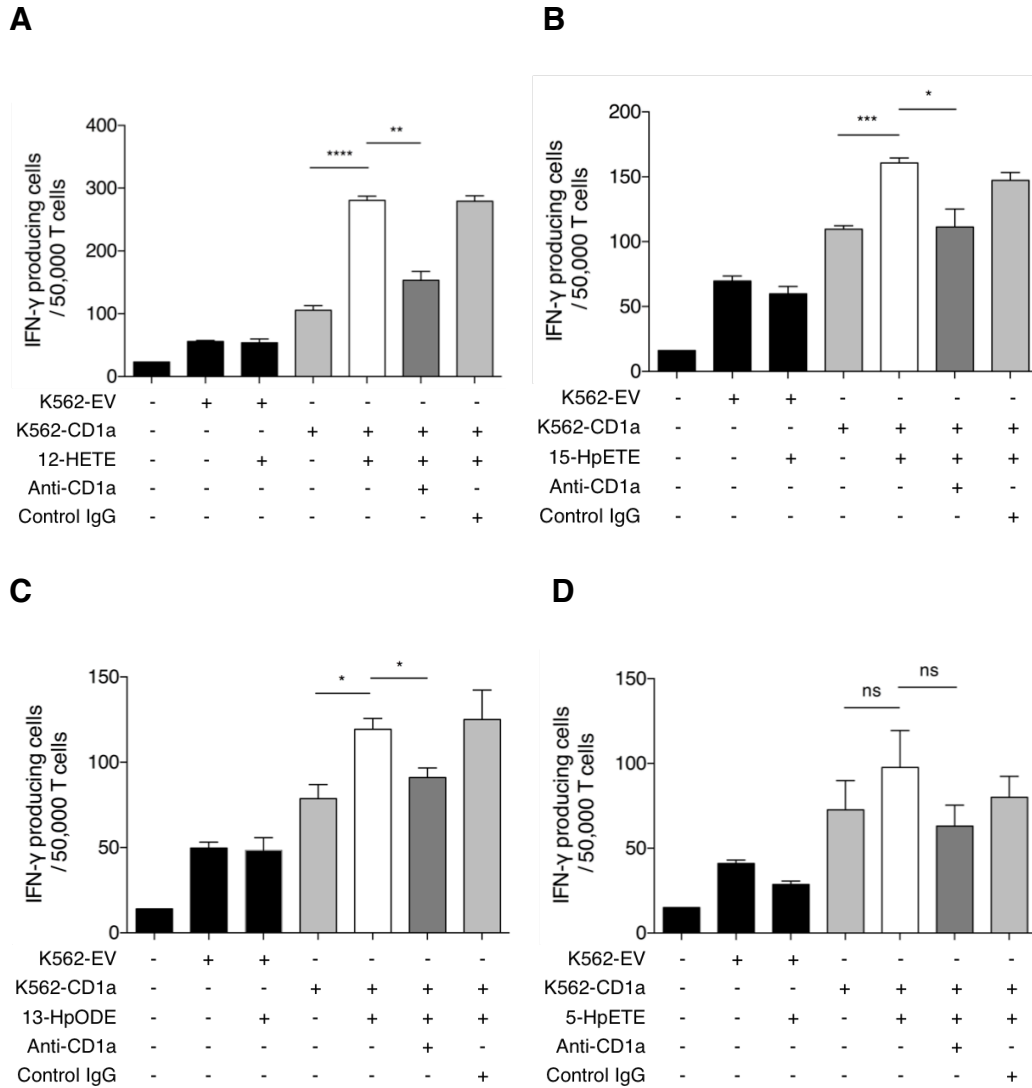 A
B
IFN-γ producing cells
/ 50,000 T cells
400
300
200
100
0
****
**
K562-EV - + + - - - -
K562-CD1a - - - + + + +
12-HETE - - + - + + +
Anti-CD1a - - - - - + -
Control IgG - - - - - - +
IFN-γ producing cells
/ 50,000 T cells
200
150
100
50
0
***
*
K562-EV - + + - - - -
K562-CD1a - - - + + + +
15-HpETE - - + - + + +
Anti-CD1a - - - - - + -
Control IgG - - - - - - +
C
D
IFN-γ producing cells
/ 50,000 T cells
150
100
50
0
*
*
K562-EV - + + - - - -
K562-CD1a - - - + + + +
13-HpODE - - + - + + +
Anti-CD1a - - - - - + -
Control IgG - - - - - - +
IFN-γ producing cells
/ 50,000 T cells
150
100
50
0
ns
ns
K562-EV - + + - - - -
K562-CD1a - - - + + + +
5-HpETE - - + - + + +
Anti-CD1a - - - - - + -
Control IgG - - - - - - +